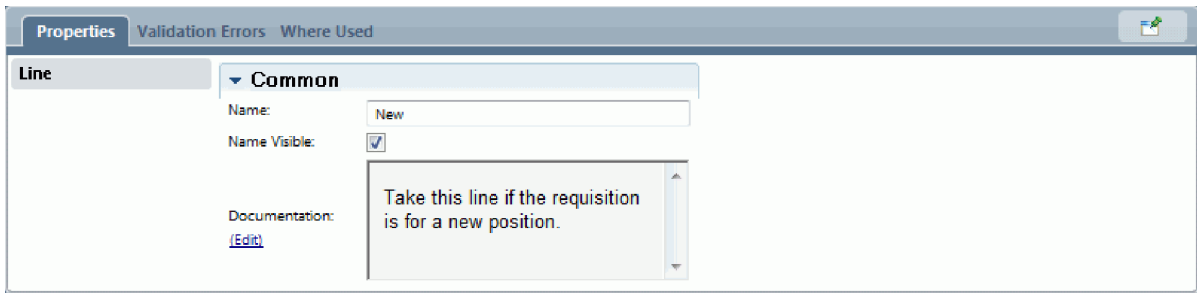 Properties Validation Errors Where Used
Line
Common
Name: New
Name Visible:
Take this line if the requisition
is for a new position.
Documentation:
(Edit)